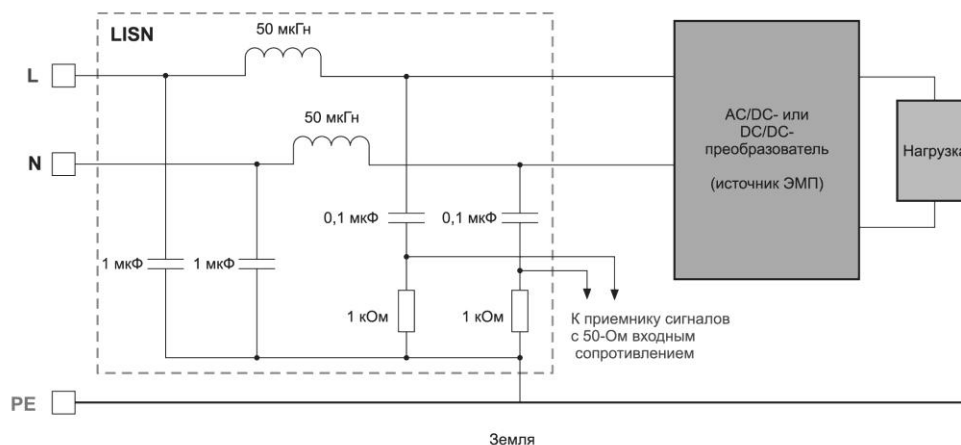 LISN
50 мкГн
L
50 мкГн
N
AC/DC- или
DC/DC-
преобразователь
(источник ЭМП)
Нагрузка
0,1 мкФ
0,1 мкФ
1 мкФ
1 мкФ
1 кОм
1 кОм
К приемнику сигналов
с 50-Ом входным
сопротивлением
PE
Земля